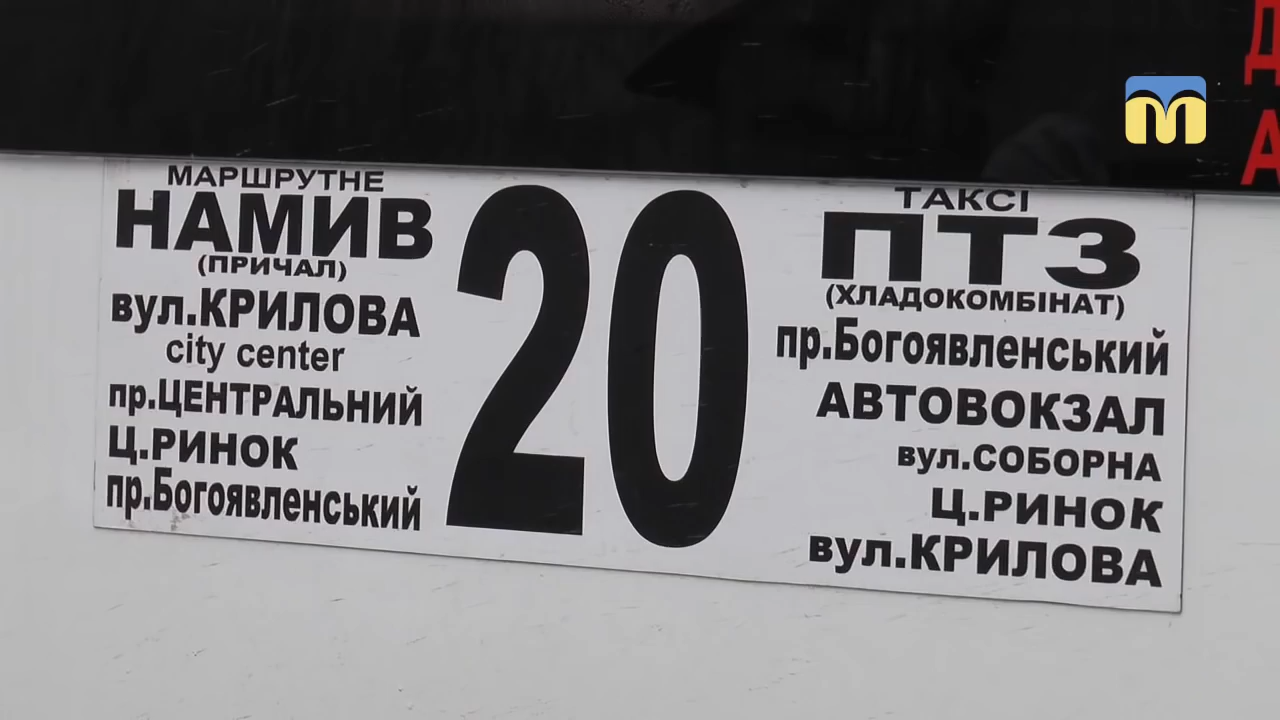 МАРШРУТНЕ
НАМИВ
(ПРИЧАЛ)
вул.КРИЛОВА
city center
пр.ЦЕНТРАЛЬНИЙ
Ц.РИНОК
пр.Богоявленський
20
ТАКСІ
ПТЗ
(ХЛАДОКОМБІНАТ)
пр.Богоявленський
АВТОВОКЗАЛ
вул.СОБОРНА
Ц.РИНОК
вул.КРИЛОВА